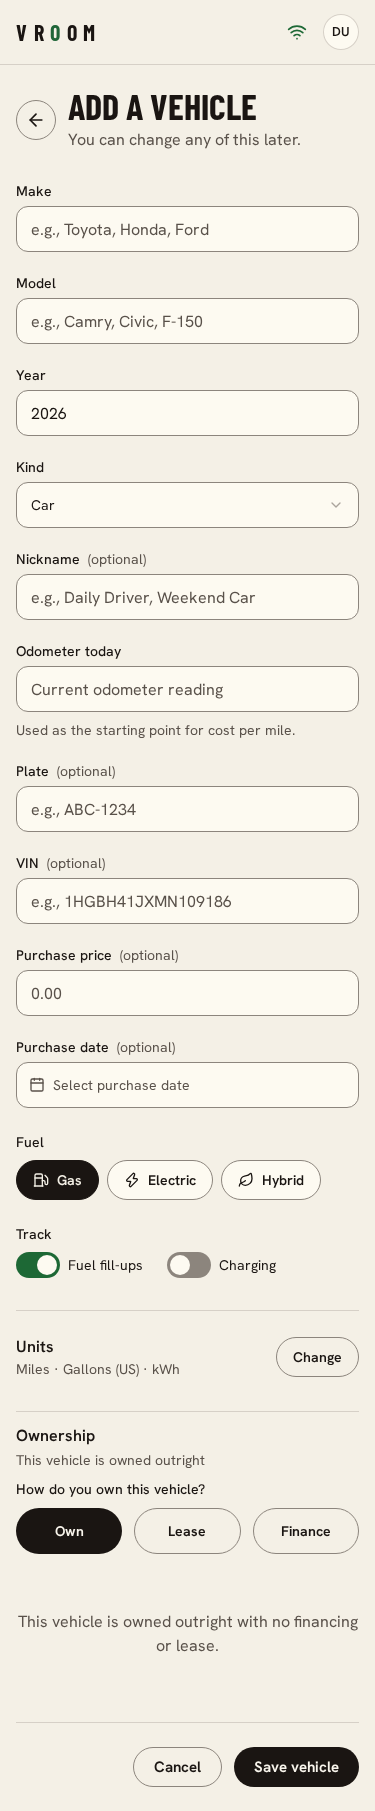 VROOM
DU
ADD A VEHICLE
You can change any of this later.
Make
e.g., Toyota, Honda, Ford
Model
e.g., Camry, Civic, F-150
Year
2026
Kind
Car
Nickname (optional)
e.g., Daily Driver, Weekend Car
Odometer today
Current odometer reading
Used as the starting point for cost per mile.
Plate (optional)
e.g., ABC-1234
VIN (optional)
e.g., 1HGBH41JXMN109186
Purchase price (optional)
0.00
Purchase date (optional)
Select purchase date
Fuel
Gas Electric Hybrid
Track
Fuel fill-ups Charging
Units
Miles · Gallons (US) · kWh
Change
Ownership
This vehicle is owned outright
How do you own this vehicle?
Own Lease Finance
This vehicle is owned outright with no financing
or lease.
Cancel Save vehicle